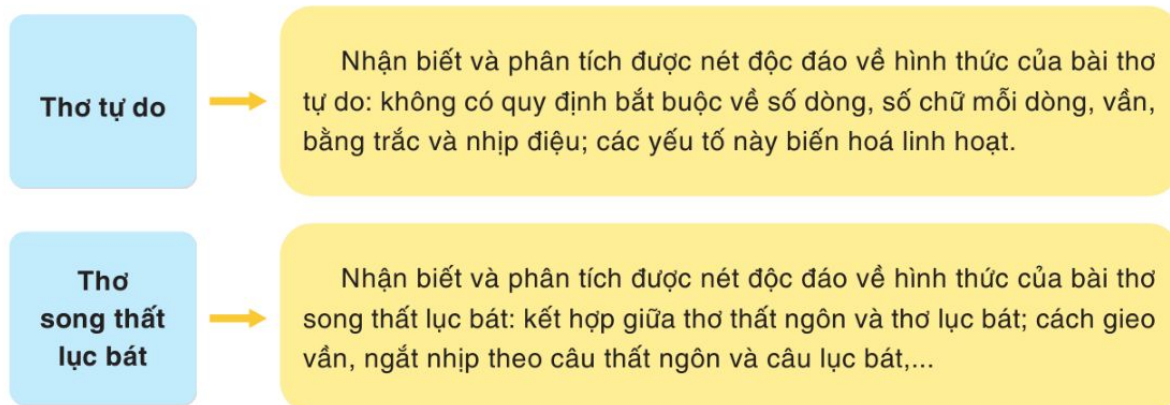 Thơ tự do
Nhận biết và phân tích được nét độc đáo về hình thức của bài thơ
tự do: không có quy định bắt buộc về số dòng, số chữ mỗi dòng, vần,
bằng trắc và nhịp điệu; các yếu tố này biến hoá linh hoạt.
Thơ
song thất
lục bát
Nhận biết và phân tích được nét độc đáo về hình thức của bài thơ
song thất lục bát: kết hợp giữa thơ thất ngôn và thơ lục bát; cách gieo
vần, ngắt nhịp theo câu thất ngôn và câu lục bát,...